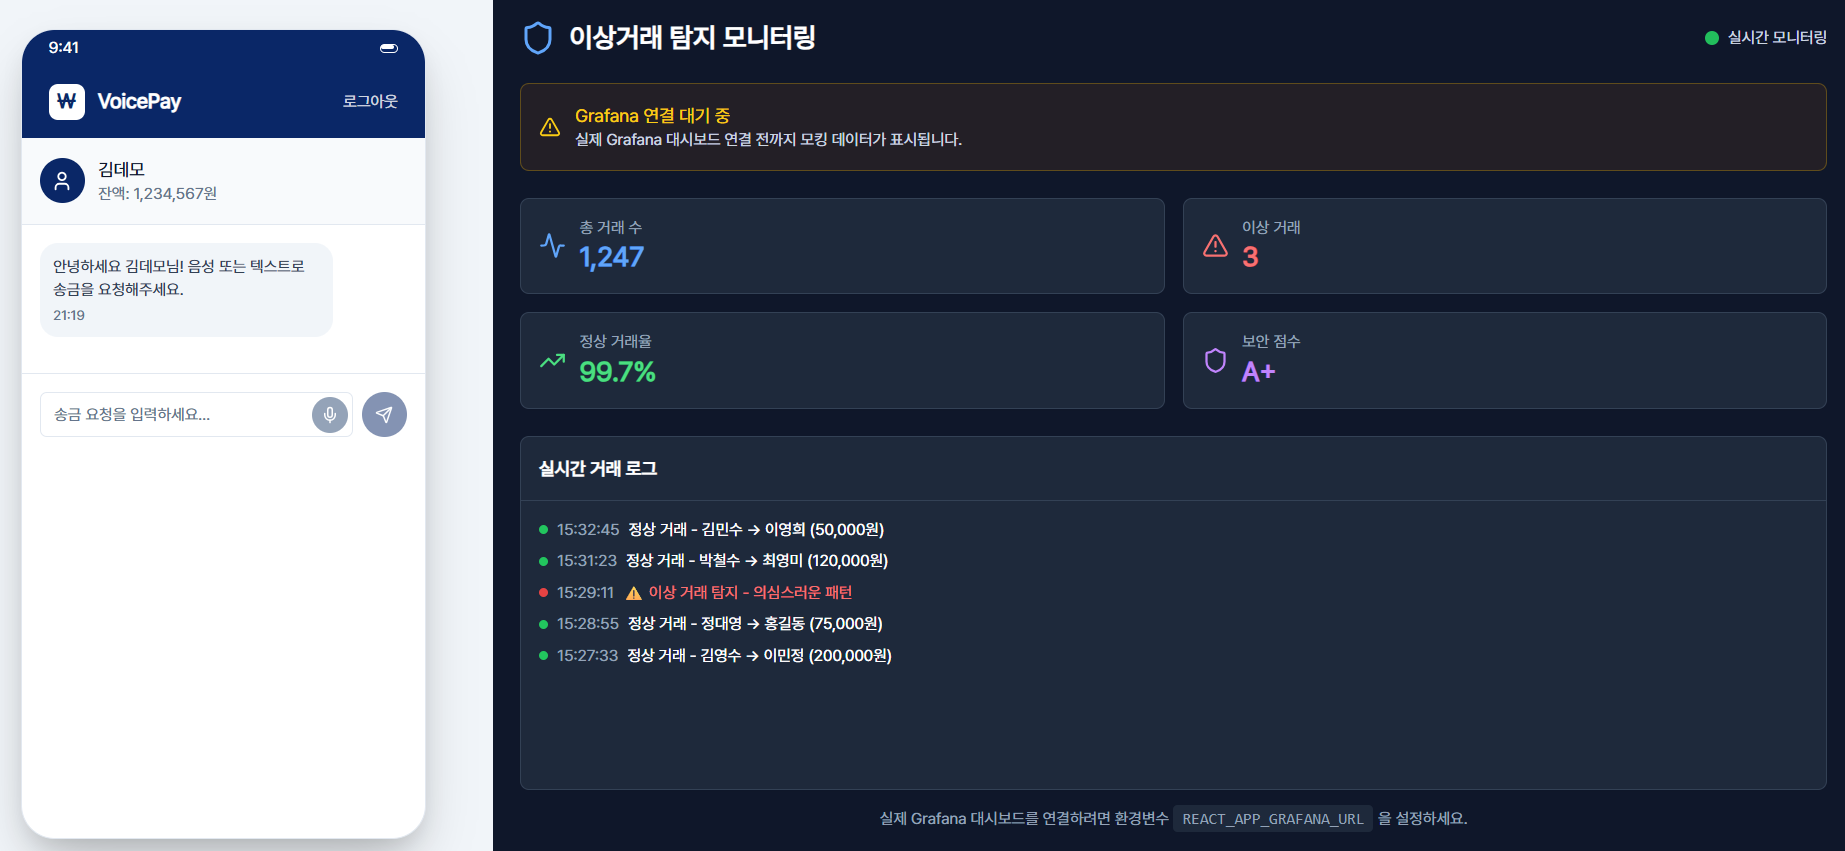 9:41
₩ VoicePay
로그아웃
김데모
잔액: 1,234,567원
안녕하세요 김데모님! 음성 또는 텍스트로
송금을 요청해주세요.
21:19
송금 요청을 입력하세요...
이상거래 탐지 모니터링
실시간 모니터링
Grafana 연결 대기 중
실제 Grafana 대시보드 연결 전까지 모킹 데이터가 표시됩니다.
총 거래 수
1,247
이상 거래
3
정상 거래율
99.7%
보안 점수
A+
실시간 거래 로그
15:32:45 정상 거래 - 김민수 → 이영희 (50,000원)
15:31:23 정상 거래 - 박철수 → 최영미 (120,000원)
15:29:11 ⚠️ 이상 거래 탐지 - 의심스러운 패턴
15:28:55 정상 거래 - 정대영 → 홍길동 (75,000원)
15:27:33 정상 거래 - 김영수 → 이민정 (200,000원)
실제 Grafana 대시보드를 연결하려면 환경변수 REACT_APP_GRAFANA_URL 을 설정하세요.